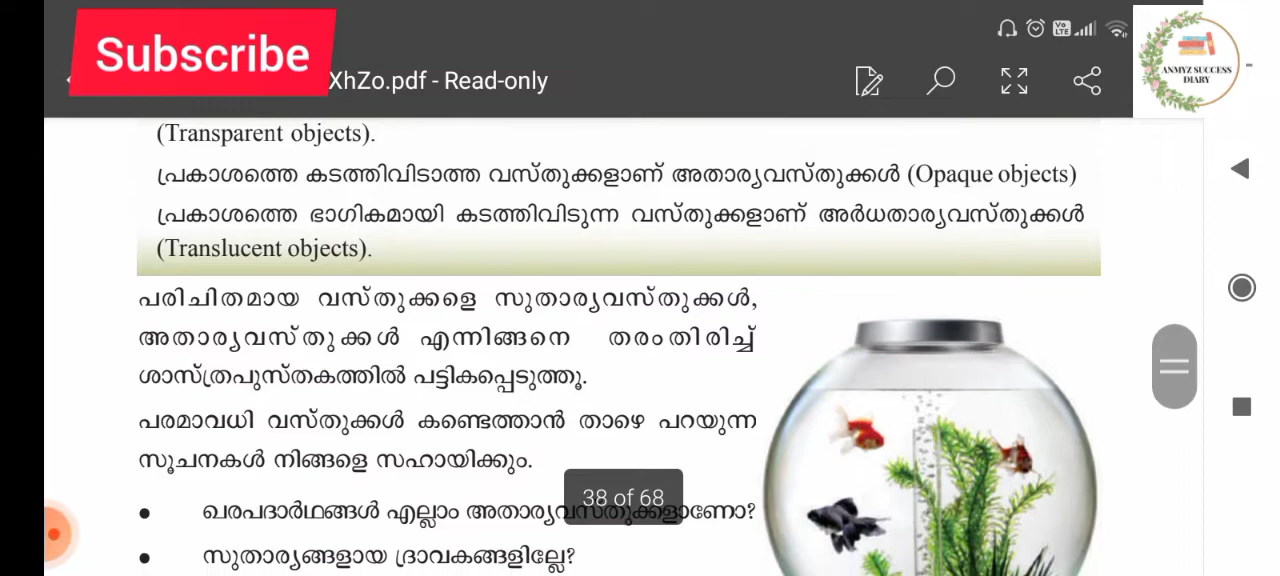 Subscribe
XhZo.pdf - Read-only
Vo
LTE
ANMYZ SUCCESS
DIARY
(Transparent objects).
പ്രകാശത്തെ കടത്തിവിടാത്ത വസ്തുക്കളാണ് അതാര്യവസ്തുക്കൾ (Opaque objects)
പ്രകാശത്തെ ഭാഗികമായി കടത്തിവിടുന്ന വസ്തുക്കളാണ് അർധതാര്യവസ്തുക്കൾ
(Translucent objects).
പരിചിതമായ വസ്തുക്കളെ സുതാര്യവസ്തുക്കൾ,
അതാര്യവസ്തുക്കൾ എന്നിങ്ങനെ തരംതിരിച്ച്
ശാസ്ത്രപുസ്തകത്തിൽ പട്ടികപ്പെടുത്തൂ.
പരമാവധി വസ്തുക്കൾ കണ്ടെത്താൻ താഴെ പറയുന്ന
സൂചനകൾ നിങ്ങളെ സഹായിക്കും.
38 of 68
• ഖരപദാർഥങ്ങൾ എല്ലാം അതാര്യവസ്തുക്കളാണോ?
• സുതാര്യങ്ങളായ ദ്രാവകങ്ങളില്ലേ?